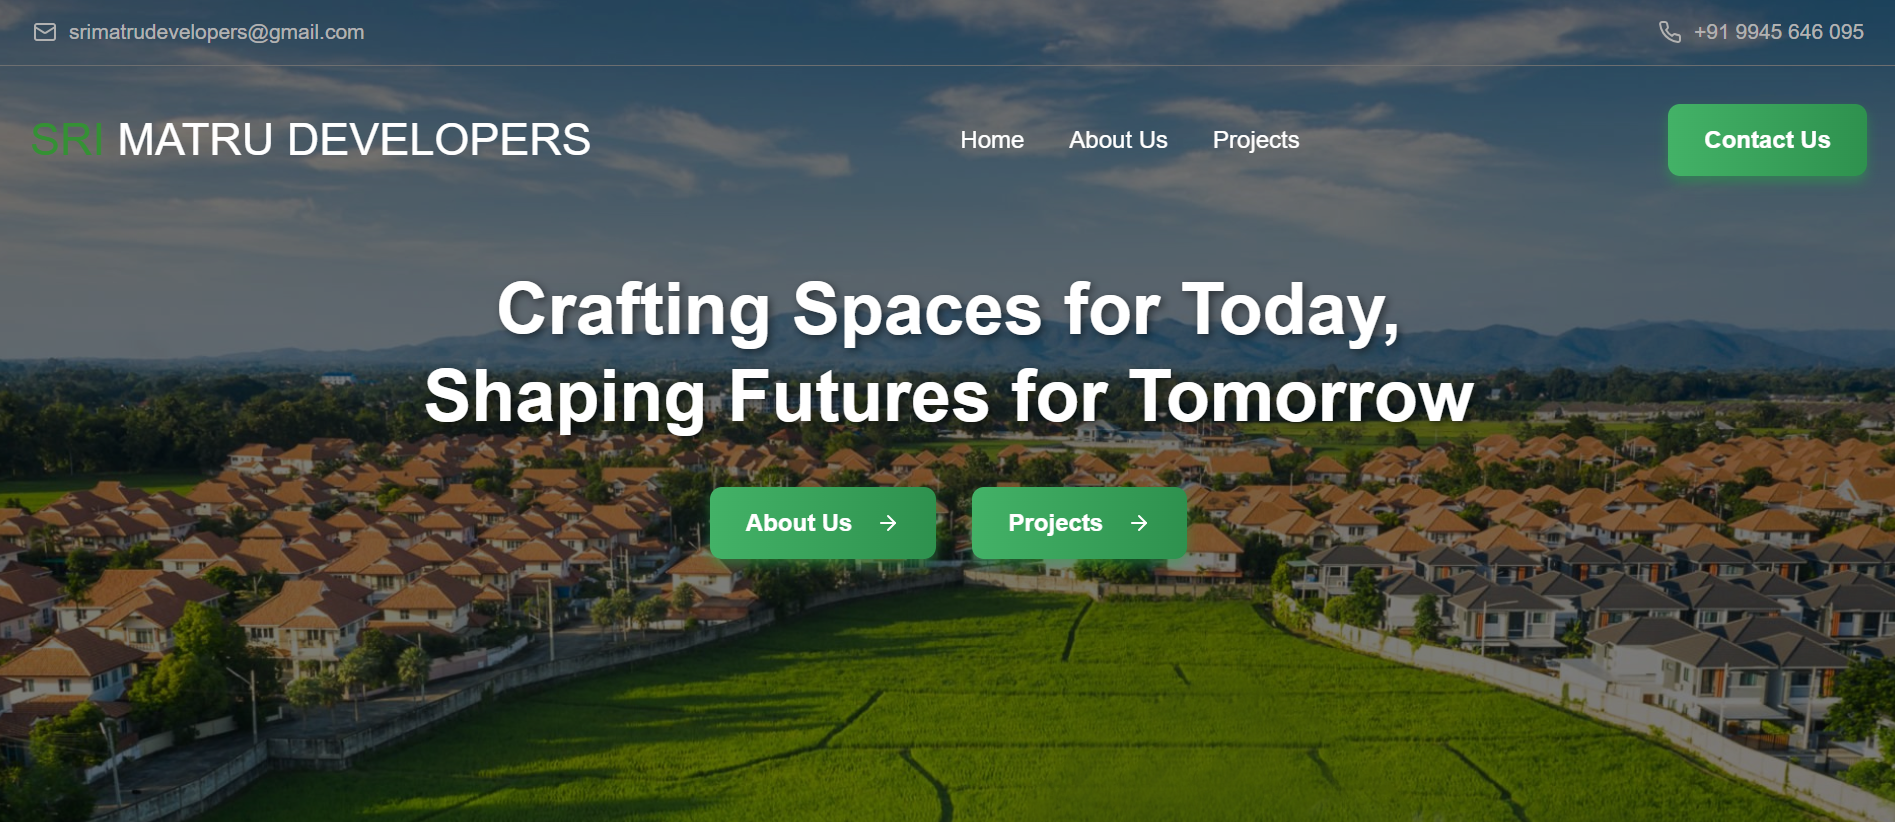 srimatrudevelopers@gmail.com
+91 9945 646 095
SRI MATRU DEVELOPERS
Home
About Us
Projects
Contact Us
Crafting Spaces for Today,
Shaping Futures for Tomorrow
About Us
Projects